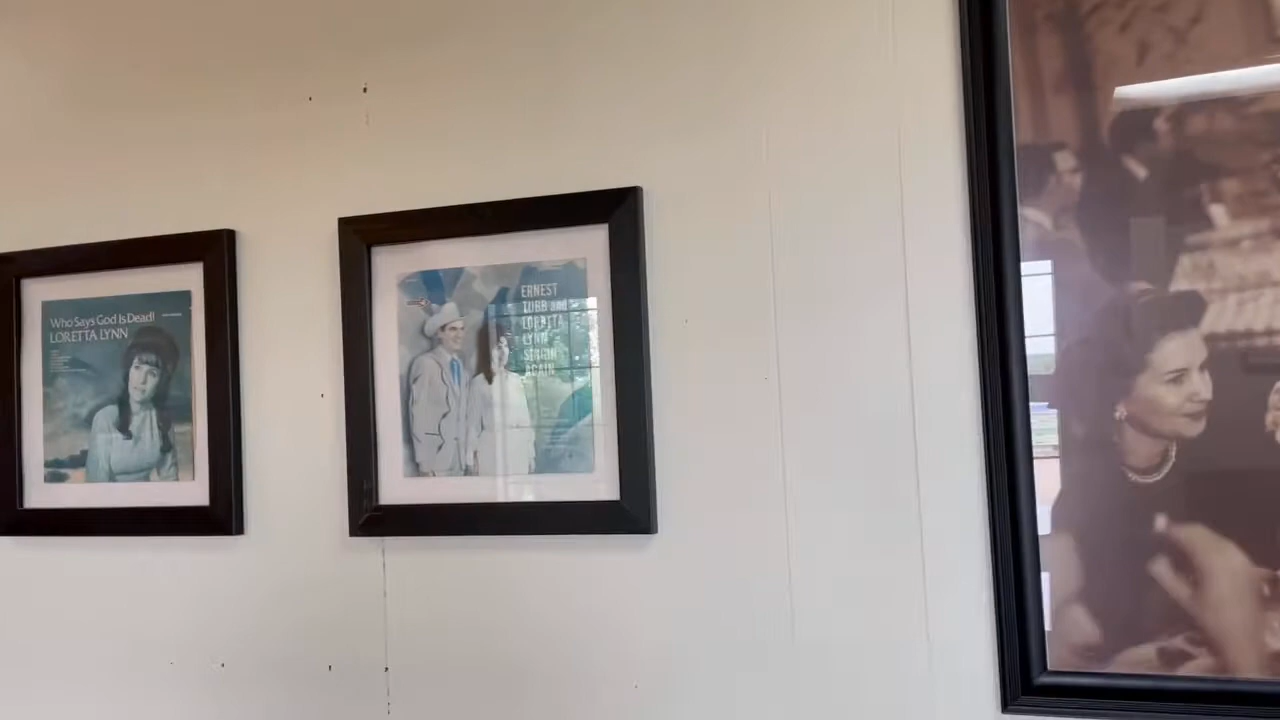 Who Says God Is Dead!
LORETTA LYNN
ERNEST
TUBB and
LORETTA
LYNN
SINGIN'
AGAIN